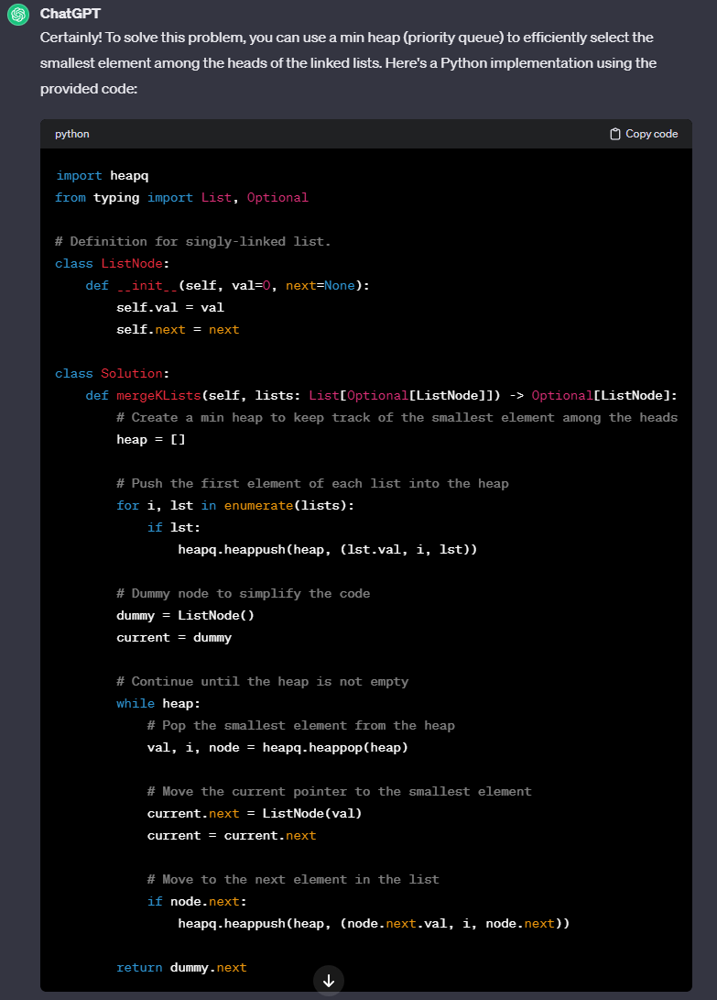 ChatGPT
Certainly! To solve this problem, you can use a min heap (priority queue) to efficiently select the
smallest element among the heads of the linked lists. Here's a Python implementation using the
provided code:
python
Copy code
import heapq
from typing import List, Optional
# Definition for singly-linked list.
class ListNode:
    def __init__(self, val=0, next=None):
        self.val = val
        self.next = next
class Solution:
    def mergeKLists(self, lists: List[Optional[ListNode]]) -> Optional[ListNode]:
        # Create a min heap to keep track of the smallest element among the heads
        heap = []
        # Push the first element of each list into the heap
        for i, lst in enumerate(lists):
            if lst:
                heapq.heappush(heap, (lst.val, i, lst))
        # Dummy node to simplify the code
        dummy = ListNode()
        current = dummy
        # Continue until the heap is not empty
        while heap:
            # Pop the smallest element from the heap
            val, i, node = heapq.heappop(heap)
            # Move the current pointer to the smallest element
            current.next = ListNode(val)
            current = current.next
            # Move to the next element in the list
            if node.next:
                heapq.heappush(heap, (node.next.val, i, node.next))
        return dummy.next